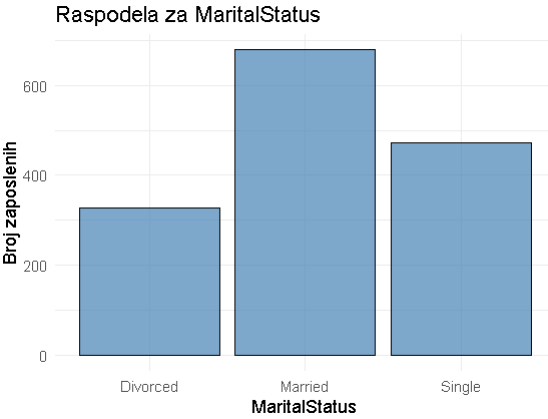 Raspodela za MaritalStatus
Broj zaposlenih
600
400
200
0
Divorced
Married
Single
MaritalStatus